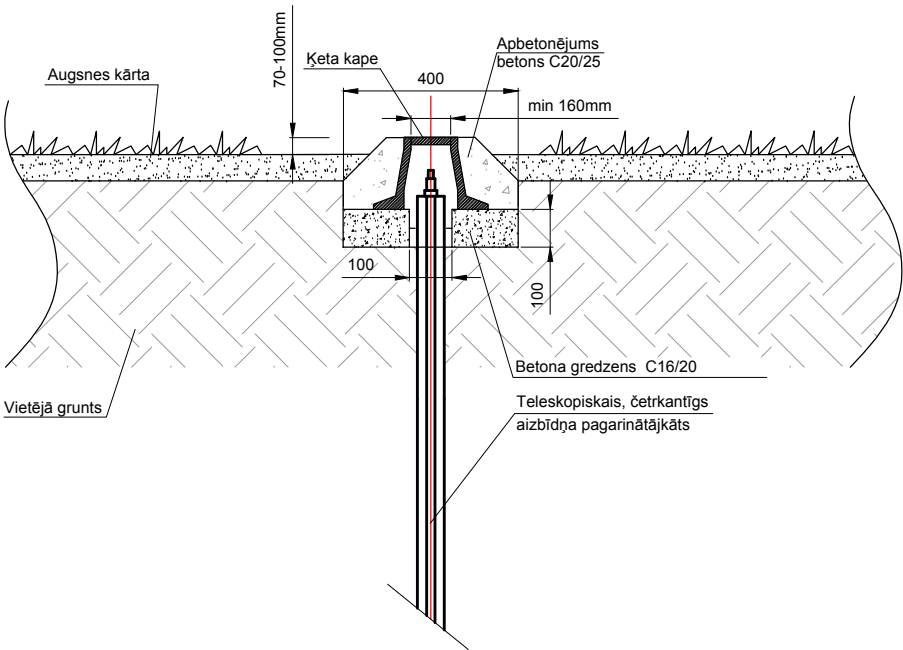 70-100mm
Apbetonējums
betons C20/25
Ķeta kape
Augsnes kārta
400
min 160mm
100
100
Betona gredzens C16/20
Vietējā grunts
Teleskopiskais, četrkantīgs
aizbīdņa pagarinātājkāts